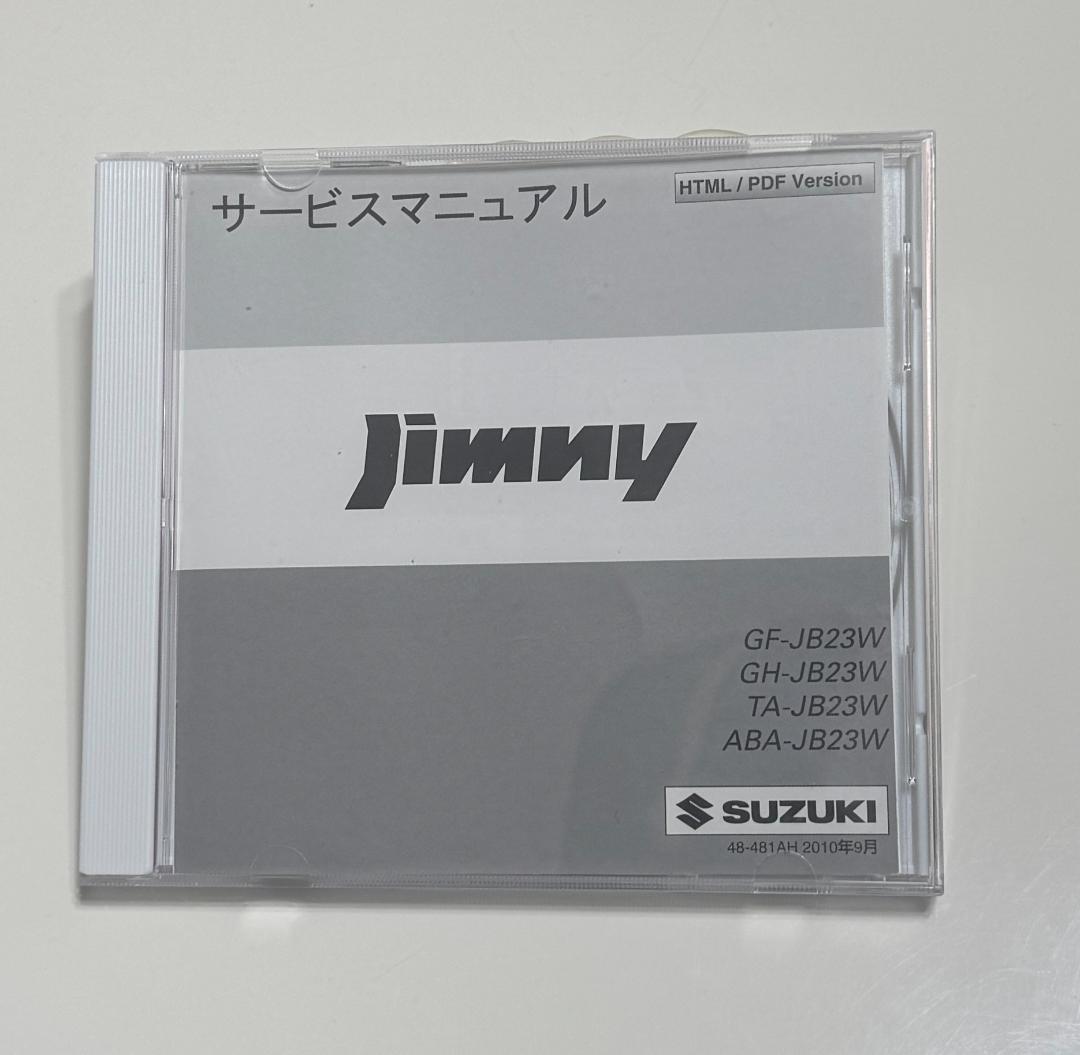 サービスマニュアル
HTML / PDF Version
Jimny
GF-JB23W
GH-JB23W
TA-JB23W
ABA-JB23W
SUZUKI
48-481AH 2010年9月